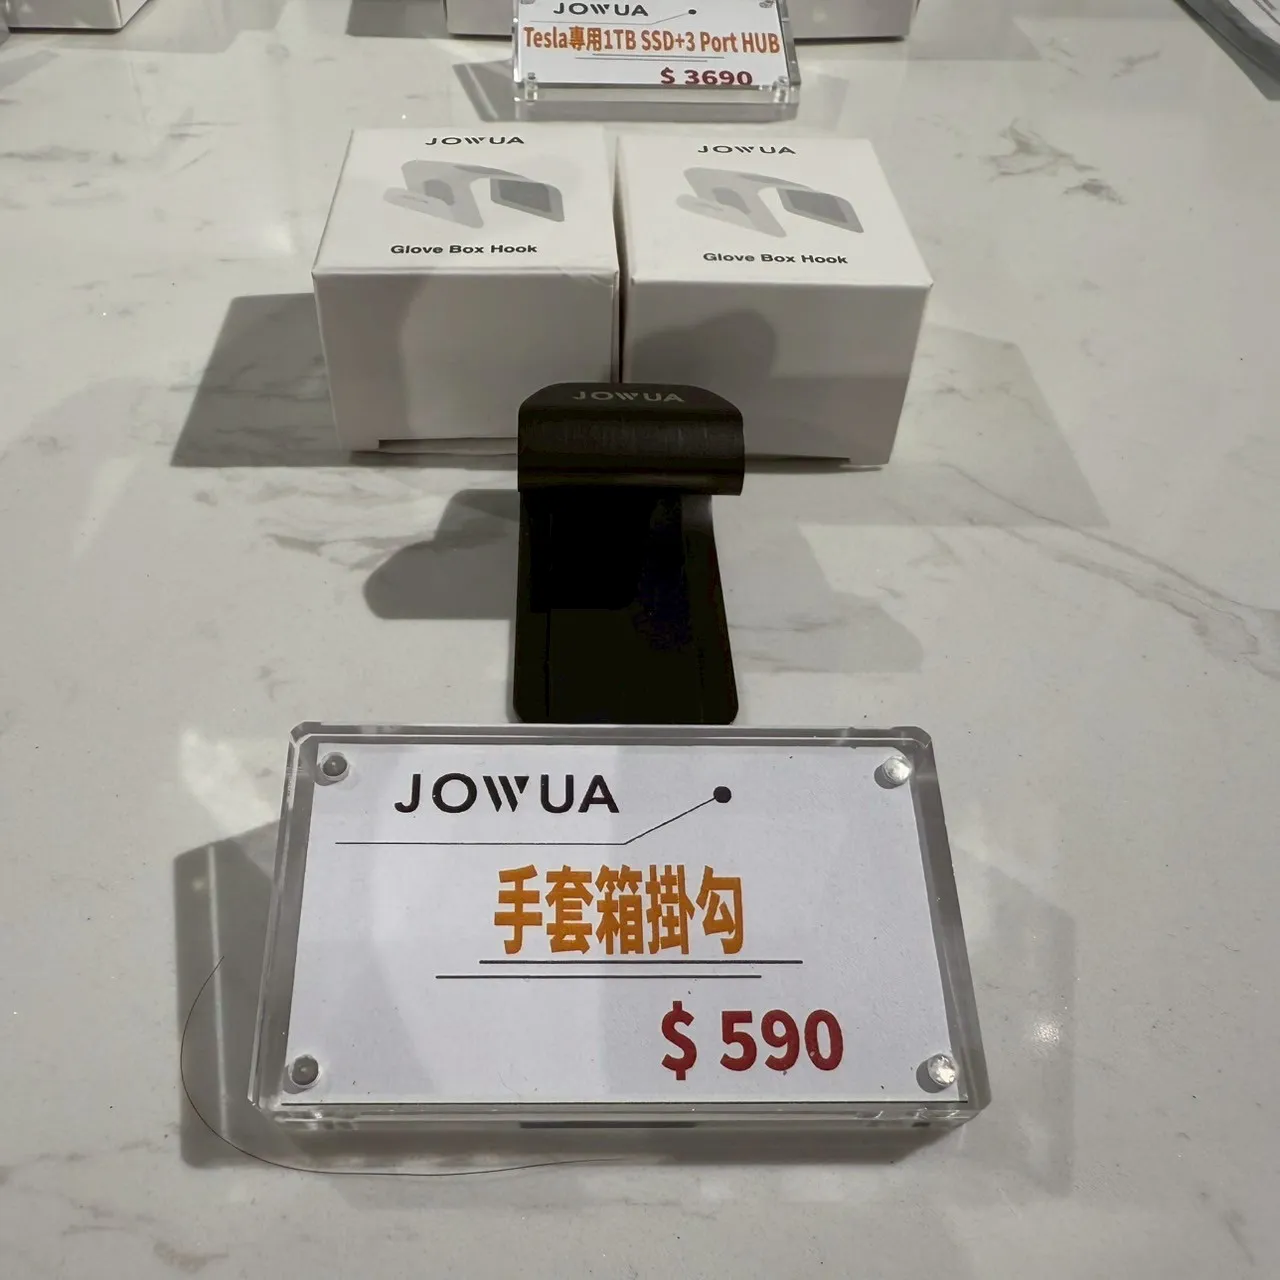 JOWUA
Tesla專用1TB SSD+3 Port HUB
$ 3690
JOWUA
Glove Box Hook
JOWUA
Glove Box Hook
JOWUA
JOWUA
手套箱掛勾
$ 590